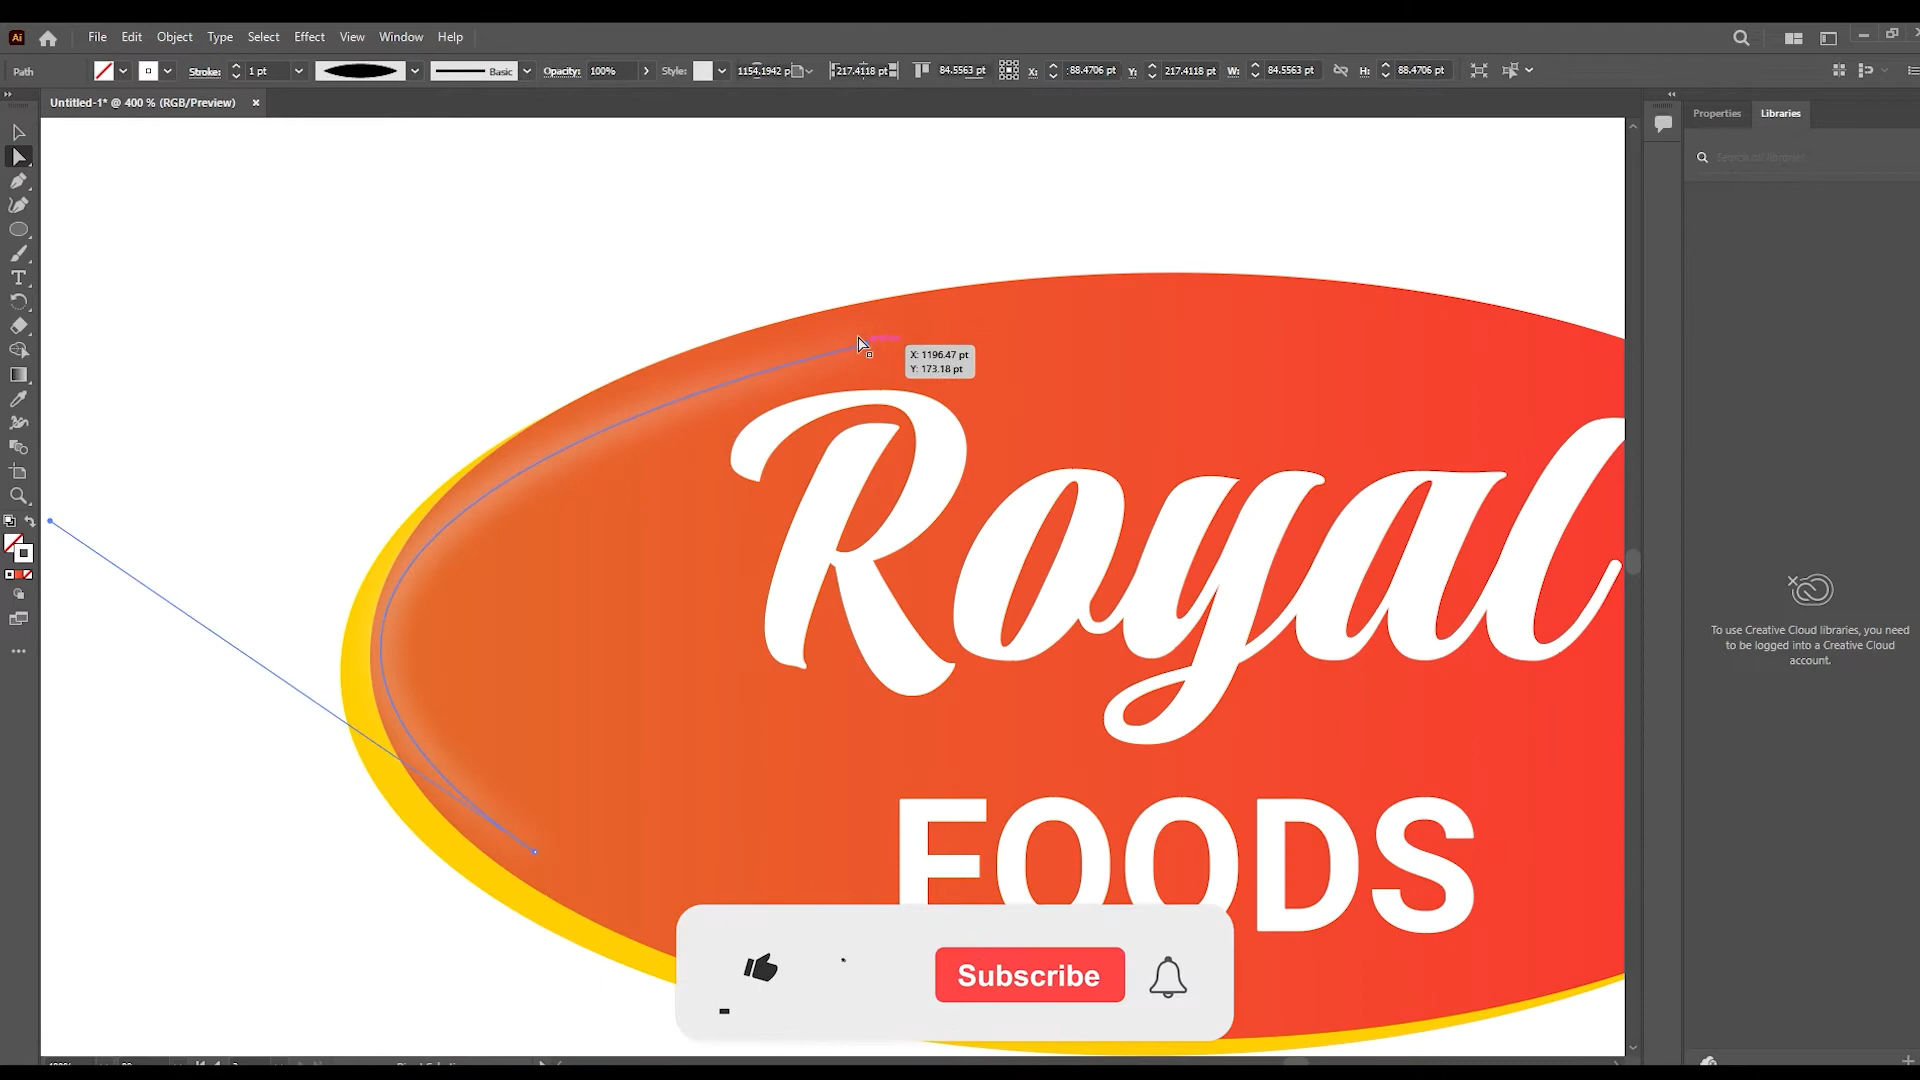 Ai File Edit Object Type Select Effect View Window Help
Path Stroke: 1 pt Basic Opacity: 100% Style: 1154.1942 p 217.4118 pt 84.5563 pt X: :88.4706 pt Y: 217.4118 pt W: 84.5563 pt H: 88.4706 pt
Untitled-1* @ 400 % (RGB/Preview) ×
Properties Libraries
Search all libraries
X: 1196.47 pt
Y: 173.18 pt
Royal
FOODS
To use Creative Cloud libraries, you need
to be logged into a Creative Cloud
account.
Subscribe